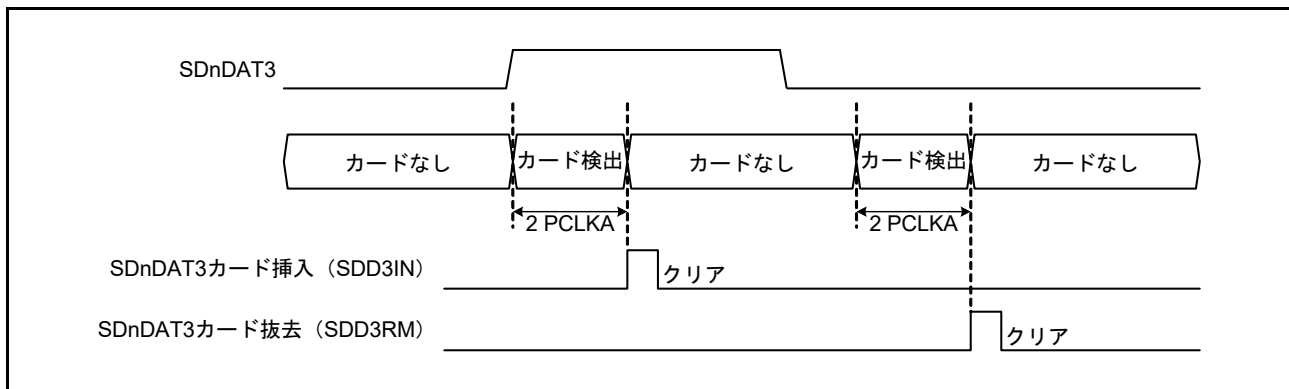 SDnDAT3
カードなし カード検出 カードなし カード検出 カードなし
2 PCLKA 2 PCLKA
SDnDAT3カード挿入（SDD3IN） クリア
SDnDAT3カード抜去（SDD3RM） クリア